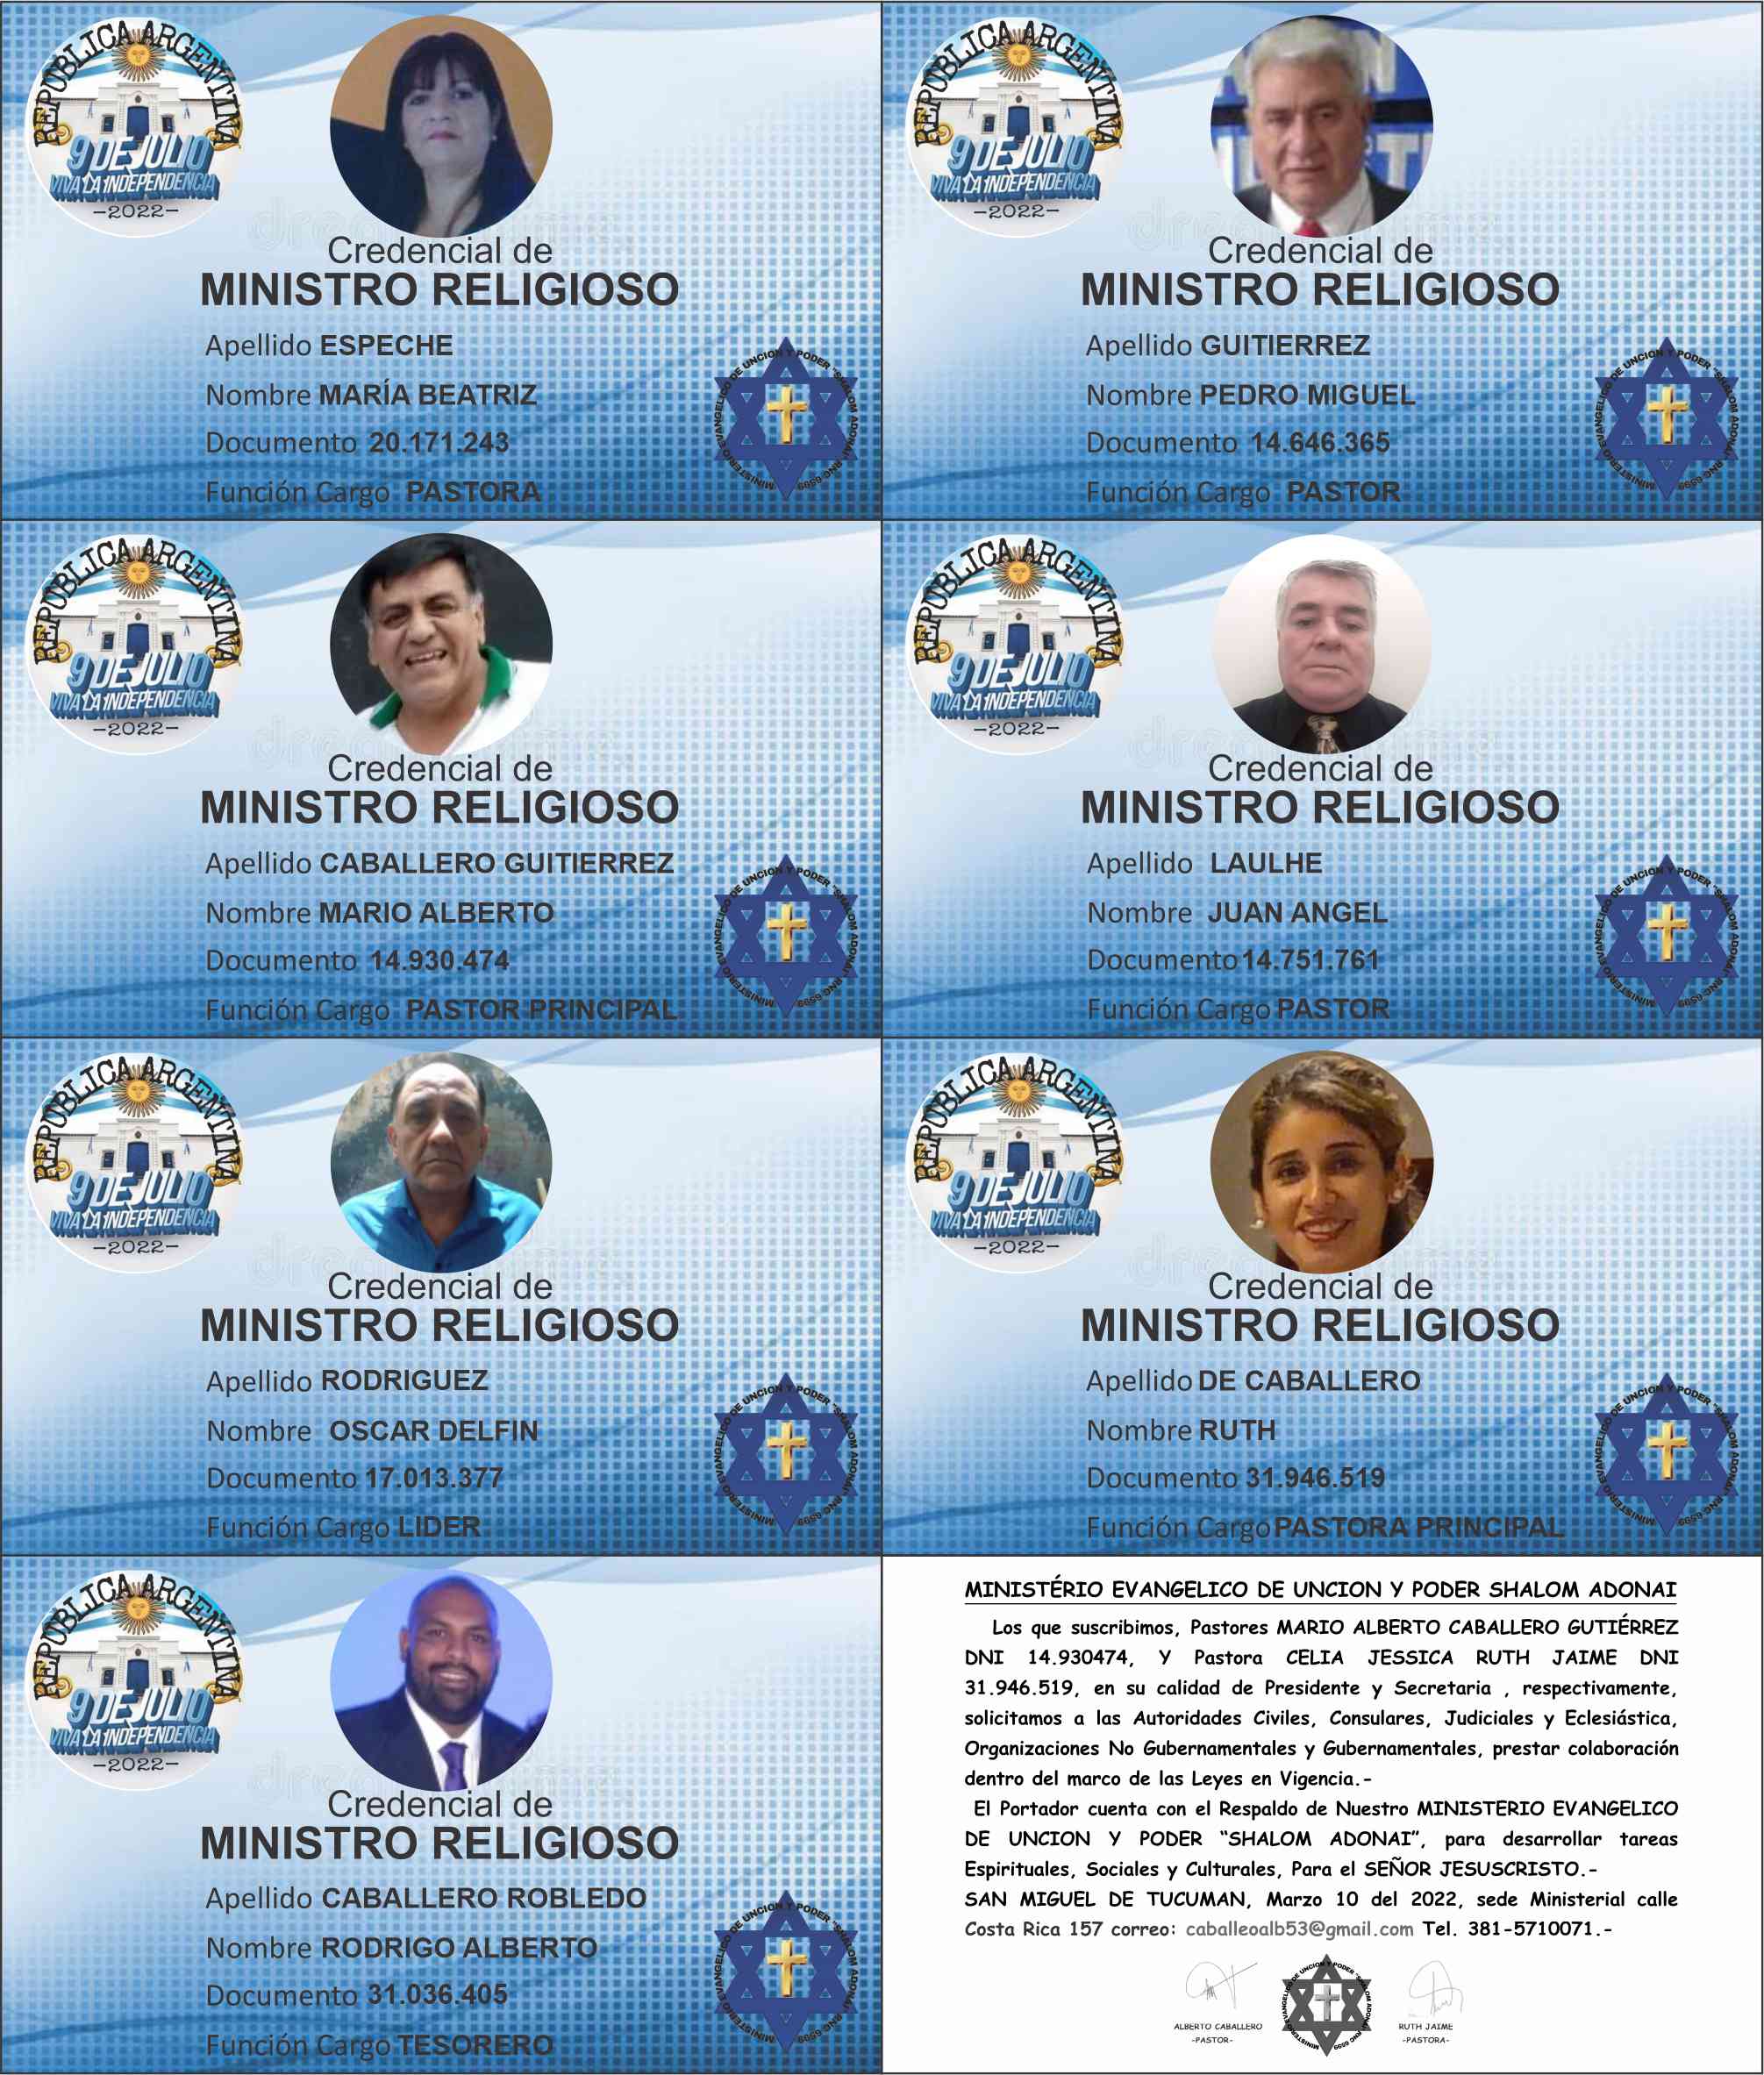 REPUBLICA ARGENTINA
9 DE JULIO
VIVA LA INDEPENDENCIA
-2022-
Credencial de
MINISTRO RELIGIOSO
Apellido ESPECHE
Nombre MARÍA BEATRIZ
Documento 20.171.243
Función Cargo PASTORA
MINISTERIO EVANGELICO DE UNCION Y PODER "SHALOM ADONAI" RNC 6599
REPUBLICA ARGENTINA
9 DE JULIO
VIVA LA INDEPENDENCIA
-2022-
Credencial de
MINISTRO RELIGIOSO
Apellido GUITIERREZ
Nombre PEDRO MIGUEL
Documento 14.646.365
Función Cargo PASTOR
MINISTERIO EVANGELICO DE UNCION Y PODER "SHALOM ADONAI" RNC 6599
REPUBLICA ARGENTINA
9 DE JULIO
VIVA LA INDEPENDENCIA
-2022-
Credencial de
MINISTRO RELIGIOSO
Apellido CABALLERO GUITIERREZ
Nombre MARIO ALBERTO
Documento 14.930.474
Función Cargo PASTOR PRINCIPAL
MINISTERIO EVANGELICO DE UNCION Y PODER "SHALOM ADONAI" RNC 6599
REPUBLICA ARGENTINA
9 DE JULIO
VIVA LA INDEPENDENCIA
-2022-
Credencial de
MINISTRO RELIGIOSO
Apellido LAULHE
Nombre JUAN ANGEL
Documento 14.751.761
Función Cargo PASTOR
MINISTERIO EVANGELICO DE UNCION Y PODER "SHALOM ADONAI" RNC 6599
REPUBLICA ARGENTINA
9 DE JULIO
VIVA LA INDEPENDENCIA
-2022-
Credencial de
MINISTRO RELIGIOSO
Apellido RODRIGUEZ
Nombre OSCAR DELFIN
Documento 17.013.377
Función Cargo LIDER
MINISTERIO EVANGELICO DE UNCION Y PODER "SHALOM ADONAI" RNC 6599
REPUBLICA ARGENTINA
9 DE JULIO
VIVA LA INDEPENDENCIA
-2022-
Credencial de
MINISTRO RELIGIOSO
Apellido DE CABALLERO
Nombre RUTH
Documento 31.946.519
Función Cargo PASTORA PRINCIPAL
MINISTERIO EVANGELICO DE UNCION Y PODER "SHALOM ADONAI" RNC 6599
REPUBLICA ARGENTINA
9 DE JULIO
VIVA LA INDEPENDENCIA
-2022-
Credencial de
MINISTRO RELIGIOSO
Apellido CABALLERO ROBLEDO
Nombre RODRIGO ALBERTO
Documento 31.036.405
Función Cargo TESORERO
MINISTERIO EVANGELICO DE UNCION Y PODER "SHALOM ADONAI" RNC 6599
MINISTÉRIO EVANGELICO DE UNCION Y PODER SHALOM ADONAI
Los que suscribimos, Pastores MARIO ALBERTO CABALLERO GUTIÉRREZ
DNI 14.930474, Y Pastora CELIA JESSICA RUTH JAIME DNI
31.946.519, en su calidad de Presidente y Secretaria , respectivamente,
solicitamos a las Autoridades Civiles, Consulares, Judiciales y Eclesiástica,
Organizaciones No Gubernamentales y Gubernamentales, prestar colaboración
dentro del marco de las Leyes en Vigencia.-
El Portador cuenta con el Respaldo de Nuestro MINISTERIO EVANGELICO
DE UNCION Y PODER “SHALOM ADONAI”, para desarrollar tareas
Espirituales, Sociales y Culturales, Para el SEÑOR JESUSCRISTO.-
SAN MIGUEL DE TUCUMAN, Marzo 10 del 2022, sede Ministerial calle
Costa Rica 157 correo: caballeoalb53@gmail.com Tel. 381-5710071.-
ALBERTO CABALLERO
-PASTOR-
MINISTERIO EVANGELICO DE UNCION Y PODER "SHALOM ADONAI" RNC 6599
RUTH JAIME
-PASTORA-